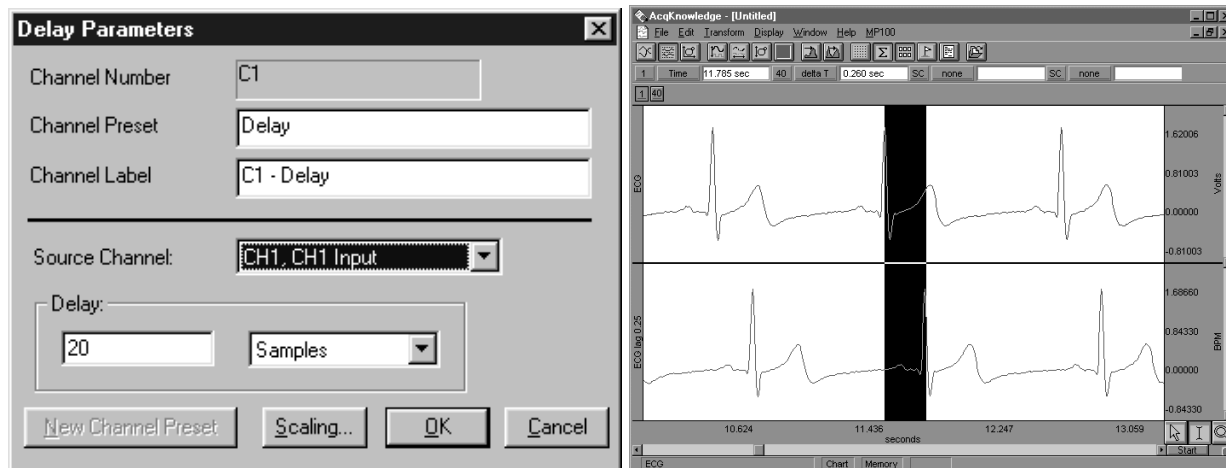 Delay Parameters
Channel Number
C1
Channel Preset
Delay
Channel Label
C1 - Delay
Source Channel:
CH1, CH1 Input
Delay:
20
Samples
New Channel Preset
Scaling...
OK
Cancel
AcqKnowledge - [Untitled]
File Edit Transform Display Window Help MP100
1 Time 11.785 sec 40 delta T 0.260 sec SC none SC none
1 40
ECG
1.62006
0.81003
0.00000
-0.81003
Volts
ECG lag 0.25
1.68660
0.84330
0.00000
-0.84330
BPM
10.624 11.436 12.247 13.059
seconds
Start
ECG Chart Memory